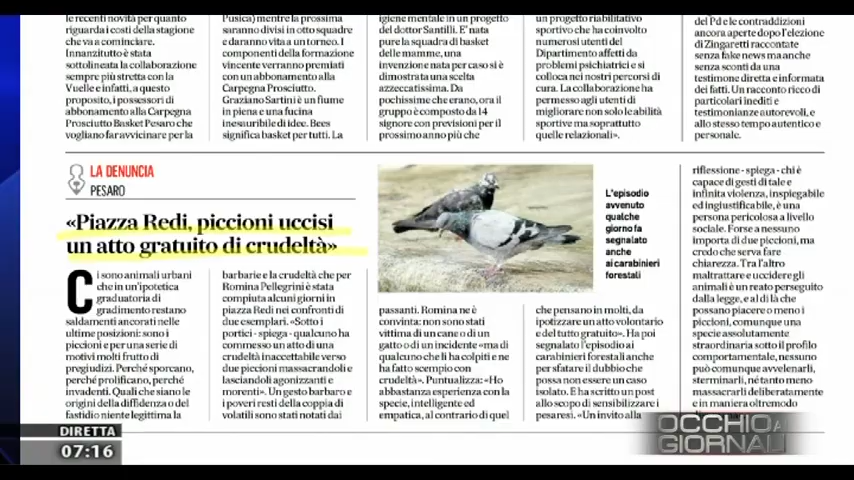 le recenti novità per quanto
riguarda i costi della stagione
che va a cominciare.
Innanzitutto è stata
sottolineata la collaborazione
sempre più stretta con la
Vuelle e infatti, a questo
proposito, i possessori di
abbonamento alla Carpegna
Prosciutto Basket Pesaro che
vogliano far avvicinare per la
Pusica) mentre la prossima
saranno divisi in otto squadre
e daranno vita a un torneo. I
componenti della formazione
vincente verranno premiati
con un abbonamento alla
Carpegna Prosciutto.
Graziano Sartini è un fiume
in piena e una fucina
inesauribile di idee. Bees
significa basket per tutti. La
igiene mentale in un progetto
del dottor Santilli. E' nata
pure la squadra di basket
delle mamme, una
invenzione nata per caso si è
dimostrata una scelta
azzeccatissima. Da
pochissime che erano, ora il
gruppo è composto da 14
signore con previsioni per il
prossimo anno più che
un progetto riabilitativo
sportivo che ha coinvolto
numerosi utenti del
Dipartimento affetti da
problemi psichiatrici e si
colloca nei nostri percorsi di
cura. La collaborazione ha
permesso agli utenti di
migliorare non solo le abilità
sportive ma soprattutto
quelle relazionali».
del Pd e le contraddizioni
ancora aperte dopo l'elezione
di Zingaretti raccontate
senza fake news ma anche
senza sconti da una
testimone diretta e informata
dei fatti. Un racconto ricco di
particolari inediti e
testimonianze autorevoli, e
allo stesso tempo autentico e
personale.
LA DENUNCIA
PESARO
«Piazza Redi, piccioni uccisi
un atto gratuito di crudeltà»
Ci sono animali urbani
che in un'ipotetica
graduatoria di
gradimento restano
saldamenti ancorati nelle
ultime posizioni: sono i
piccioni e per una serie di
motivi molti frutto di
pregiudizi. Perché sporcano,
perché prolificano, perché
invadenti. Quali che siano le
origini della diffidenza o del
fastidio niente legittima la
barbarie e la crudeltà che per
Romina Pellegrini è stata
compiuta alcuni giorni in
piazza Redi nei confronti di
due esemplari. «Sotto i
portici - spiega - qualcuno ha
commesso un atto di una
crudeltà inaccettabile verso
due piccioni massacrandoli e
lasciandoli agonizzanti e
morenti». Un gesto barbaro e
i poveri resti della coppia di
volatili sono stati notati dai
L'episodio
avvenuto
qualche
giorno fa
segnalato
anche
ai carabinieri
forestali
passanti. Romina ne è
convinta: non sono stati
vittima di un cane o di un
gatto o di un incidente «ma di
qualcuno che li ha colpiti e ne
ha fatto scempio con
crudeltà». Puntualizza: «Ho
abbastanza esperienza con la
specie, intelligente ed
empatica, al contrario di quel
che pensano in molti, da
ipotizzare un atto volontario
e del tutto gratuito». Ha poi
segnalato l'episodio ai
carabinieri forestali anche
per sfatare il dubbio che
possa non essere un caso
isolato. E ha scritto un post
allo scopo di sensibilizzare i
pesaresi. «Un invito alla
riflessione - spiega - chi è
capace di gesti di tale e
infinita violenza, inspiegabile
ed ingiustificabile, è una
persona pericolosa a livello
sociale. Forse a nessuno
importa di due piccioni, ma
credo che serva fare
chiarezza. Tra l'altro
maltrattare e uccidere gli
animali è un reato perseguito
dalla legge, e al di là che
possano piacere o meno i
piccioni, comunque una
specie assolutamente
straordinaria sotto il profilo
comportamentale, nessuno
può comunque avvelenarli,
sterminarli, né tanto meno
massacrarli deliberatamente
e in maniera oltremodo
DIRETTA
07:16
OCCHIO AI
GIORNALI